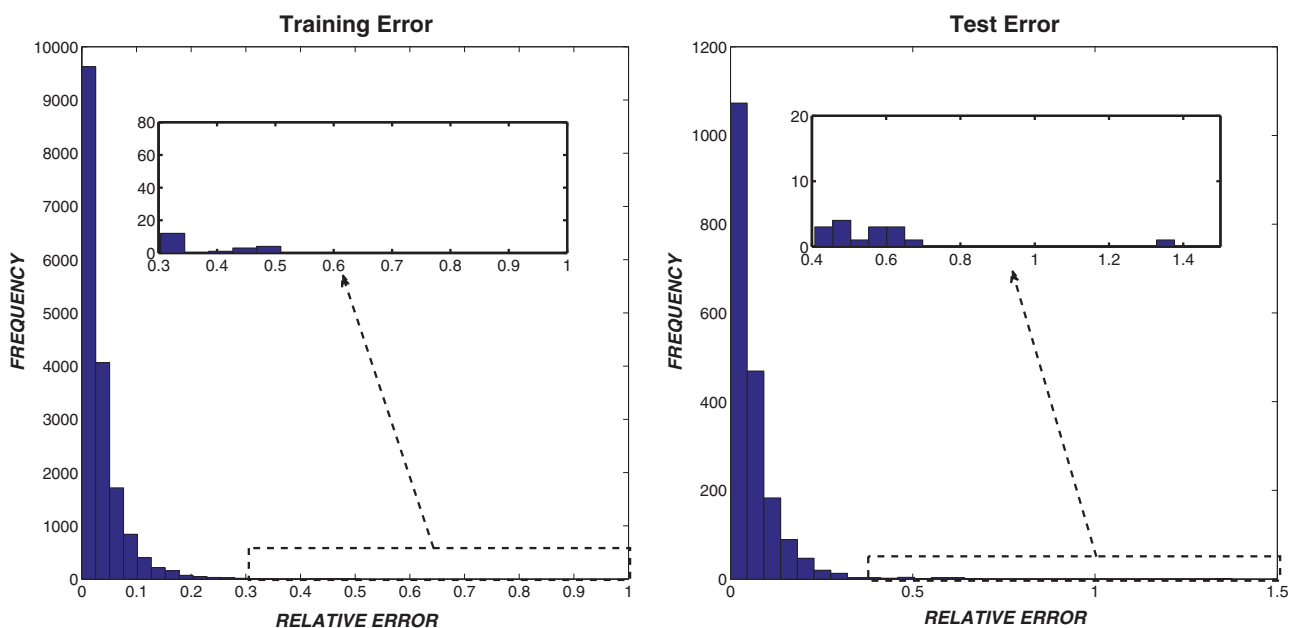 Training Error
10000
9000
8000
7000
6000
5000
4000
3000
2000
1000
0
FREQUENCY
80
60
40
20
0
0.3 0.4 0.5 0.6 0.7 0.8 0.9 1
0 0.1 0.2 0.3 0.4 0.5 0.6 0.7 0.8 0.9 1
RELATIVE ERROR
Test Error
1200
1000
800
600
400
200
0
FREQUENCY
20
10
0
0.4 0.6 0.8 1 1.2 1.4
0 0.5 1 1.5
RELATIVE ERROR